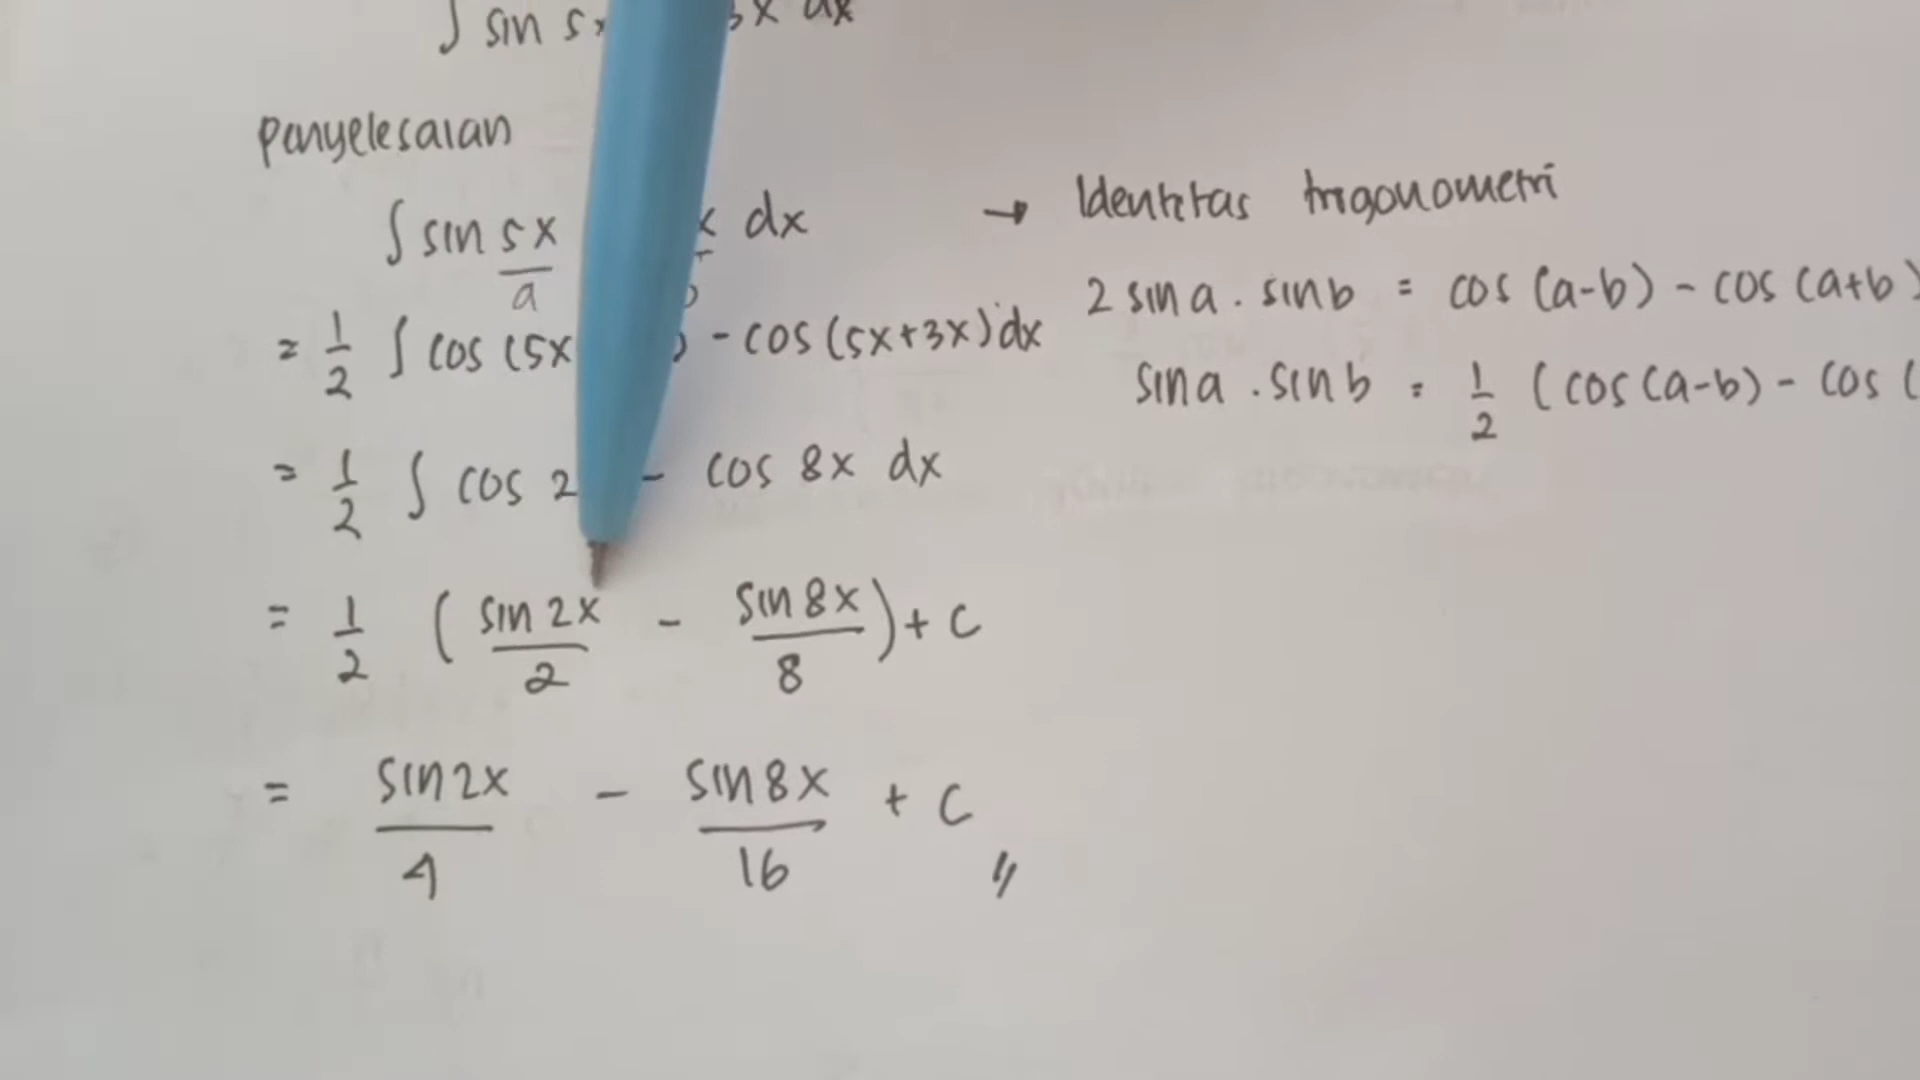 ∫ sin 5x 3x dx
Penyelesaian
∫ sin 5x x dx
a b
= 1/2 ∫ cos (5x ) - cos (5x+3x) dx
= 1/2 ∫ cos 2 - cos 8x dx
= 1/2 ( sin 2x / 2 - sin 8x / 8 ) + c
= sin 2x / 4 - sin 8x / 16 + c //
→ Identitas trigonometri
2 sin a . sin b = cos (a-b) - cos (a+b)
sin a . sin b = 1/2 ( cos (a-b) - cos (